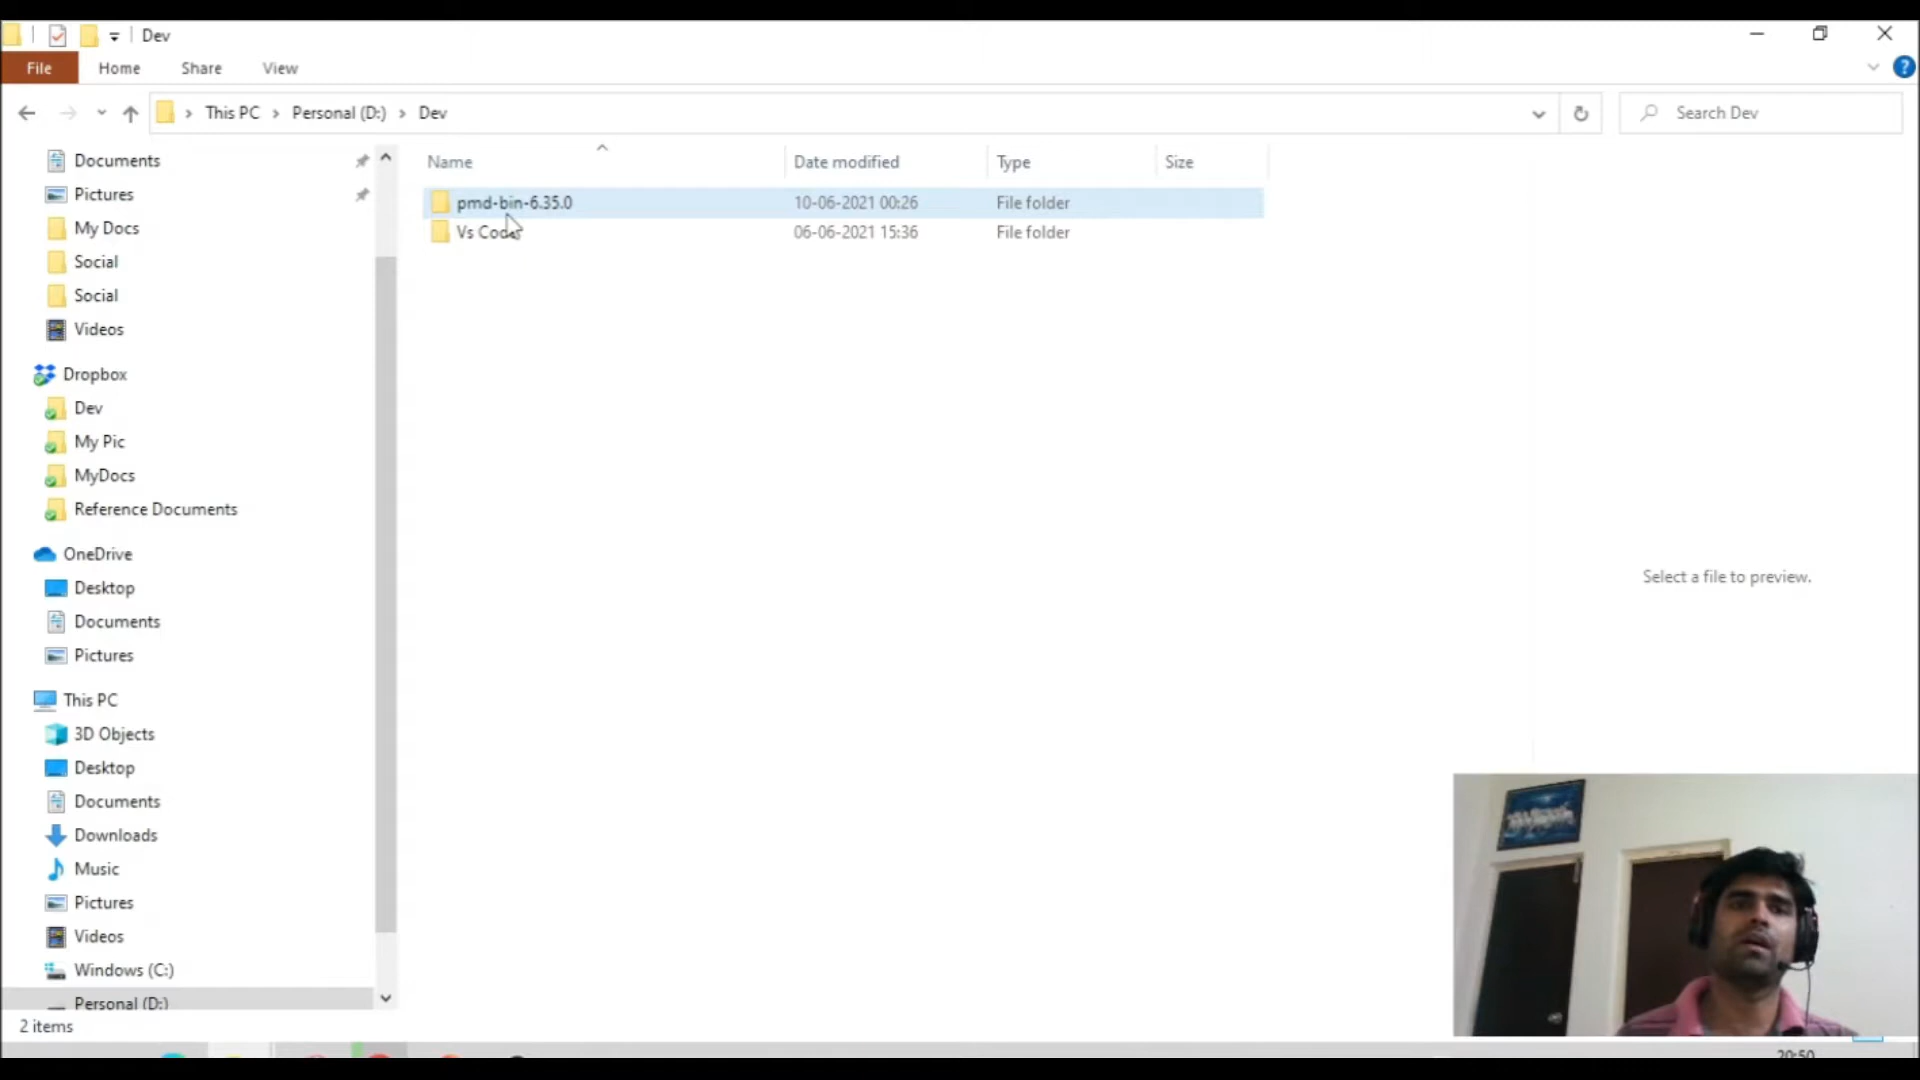 Dev
File Home Share View
This PC Personal (D:) Dev
Search Dev
Documents
Pictures
My Docs
Social
Social
Videos
Dropbox
Dev
My Pic
MyDocs
Reference Documents
OneDrive
Desktop
Documents
Pictures
This PC
3D Objects
Desktop
Documents
Downloads
Music
Pictures
Videos
Windows (C:)
Personal (D:)
Name Date modified Type Size
pmd-bin-6.35.0 10-06-2021 00:26 File folder
Vs Code 06-06-2021 15:36 File folder
Select a file to preview.
2 items
20:50